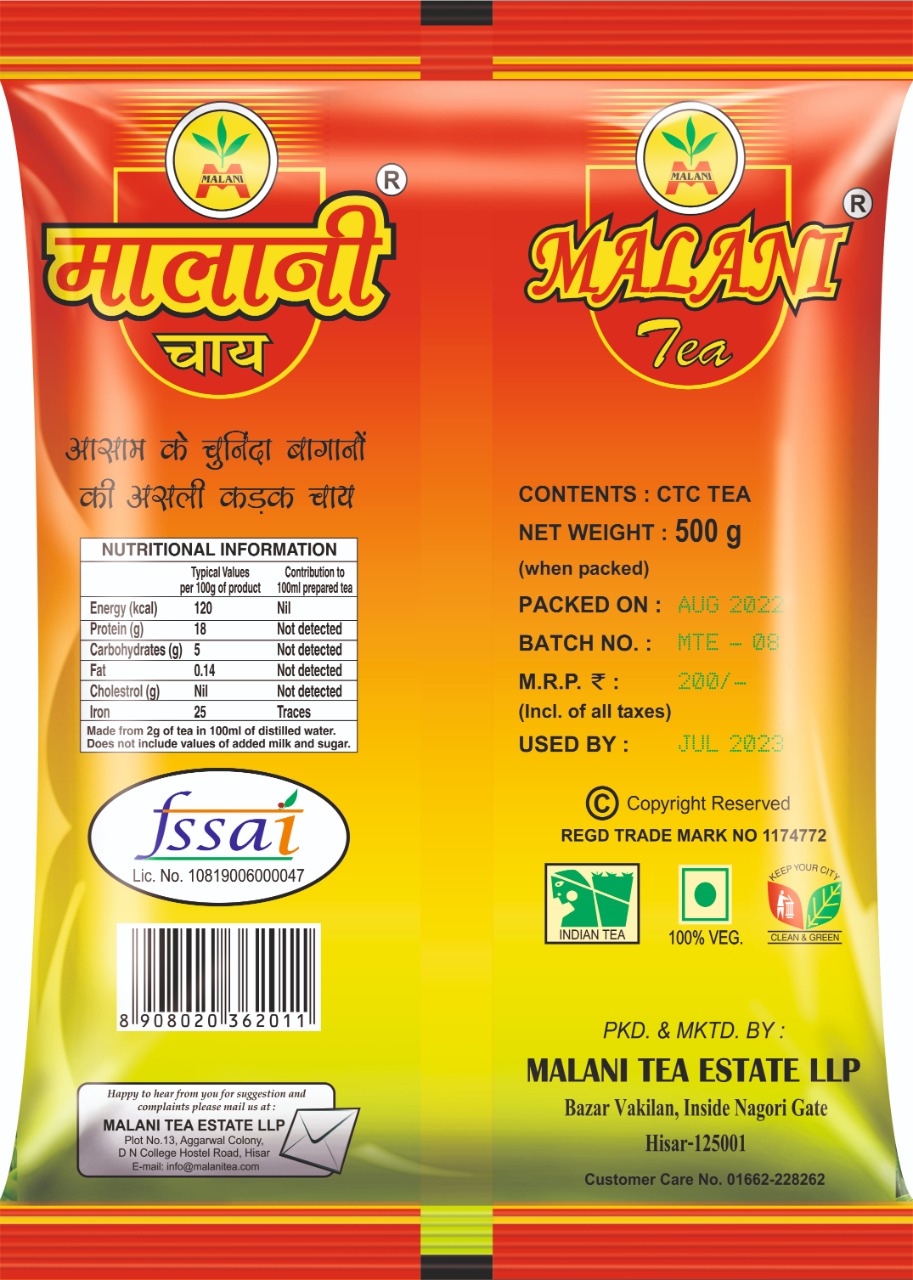 MALANI
®
मालानी
चाय
आसाम के चुनिंदा बागानों
की असली कड़क चाय
NUTRITIONAL INFORMATION
Typical Values per 100g of product Contribution to 100ml prepared tea
Energy (kcal) 120 Nil
Protein (g) 18 Not detected
Carbohydrates (g) 5 Not detected
Fat 0.14 Not detected
Cholestrol (g) Nil Not detected
Iron 25 Traces
Made from 2g of tea in 100ml of distilled water.
Does not include values of added milk and sugar.
fssai
Lic. No. 10819006000047
8 908020 362011
Happy to hear from you for suggestion and
complaints please mail us at :
MALANI TEA ESTATE LLP
Plot No.13, Aggarwal Colony,
D N College Hostel Road, Hisar
E-mail: info@malanitea.com
MALANI
®
MALANI
Tea
CONTENTS : CTC TEA
NET WEIGHT : 500 g
(when packed)
PACKED ON : AUG 2022
BATCH NO. : MTE - 08
M.R.P. ₹ : 200/-
(Incl. of all taxes)
USED BY : JUL 2023
© Copyright Reserved
REGD TRADE MARK NO 1174772
INDIAN TEA
100% VEG.
KEEP YOUR CITY
CLEAN & GREEN
PKD. & MKTD. BY :
MALANI TEA ESTATE LLP
Bazar Vakilan, Inside Nagori Gate
Hisar-125001
Customer Care No. 01662-228262